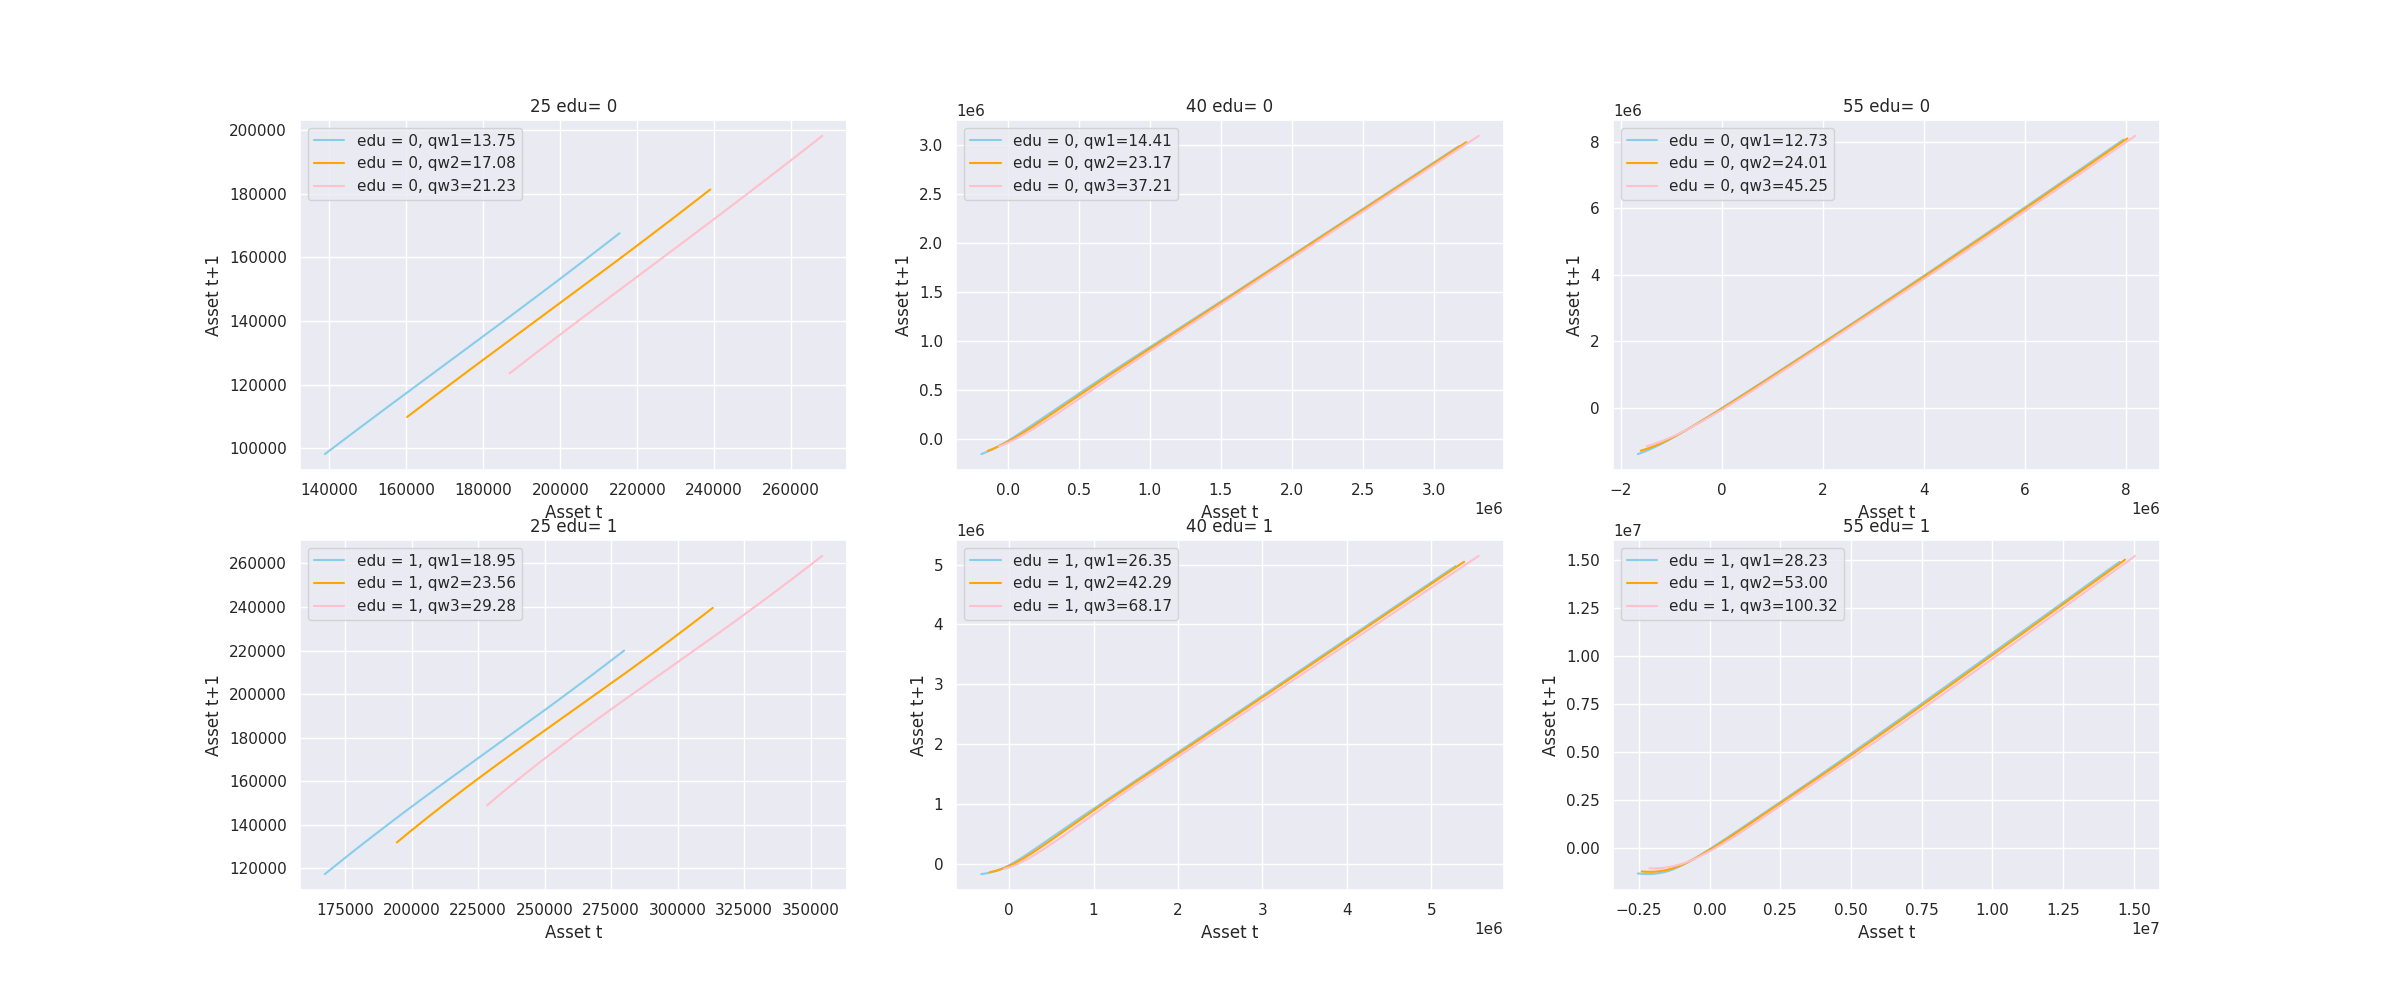 25 edu= 0
edu = 0, qw1=13.75
edu = 0, qw2=17.08
edu = 0, qw3=21.23
200000
180000
160000
140000
120000
100000
Asset t+1
140000 160000 180000 200000 220000 240000 260000
Asset t
1e6
40 edu= 0
edu = 0, qw1=14.41
edu = 0, qw2=23.17
edu = 0, qw3=37.21
3.0
2.5
2.0
1.5
1.0
0.5
0.0
Asset t+1
0.0 0.5 1.0 1.5 2.0 2.5 3.0
1e6
Asset t
1e6
55 edu= 0
edu = 0, qw1=12.73
edu = 0, qw2=24.01
edu = 0, qw3=45.25
8
6
4
2
0
Asset t+1
−2 0 2 4 6 8
1e6
Asset t
25 edu= 1
edu = 1, qw1=18.95
edu = 1, qw2=23.56
edu = 1, qw3=29.28
260000
240000
220000
200000
180000
160000
140000
120000
Asset t+1
175000 200000 225000 250000 275000 300000 325000 350000
Asset t
1e6
40 edu= 1
edu = 1, qw1=26.35
edu = 1, qw2=42.29
edu = 1, qw3=68.17
5
4
3
2
1
0
Asset t+1
0 1 2 3 4 5
1e6
Asset t
1e7
55 edu= 1
edu = 1, qw1=28.23
edu = 1, qw2=53.00
edu = 1, qw3=100.32
1.50
1.25
1.00
0.75
0.50
0.25
0.00
Asset t+1
−0.25 0.00 0.25 0.50 0.75 1.00 1.25 1.50
1e7
Asset t